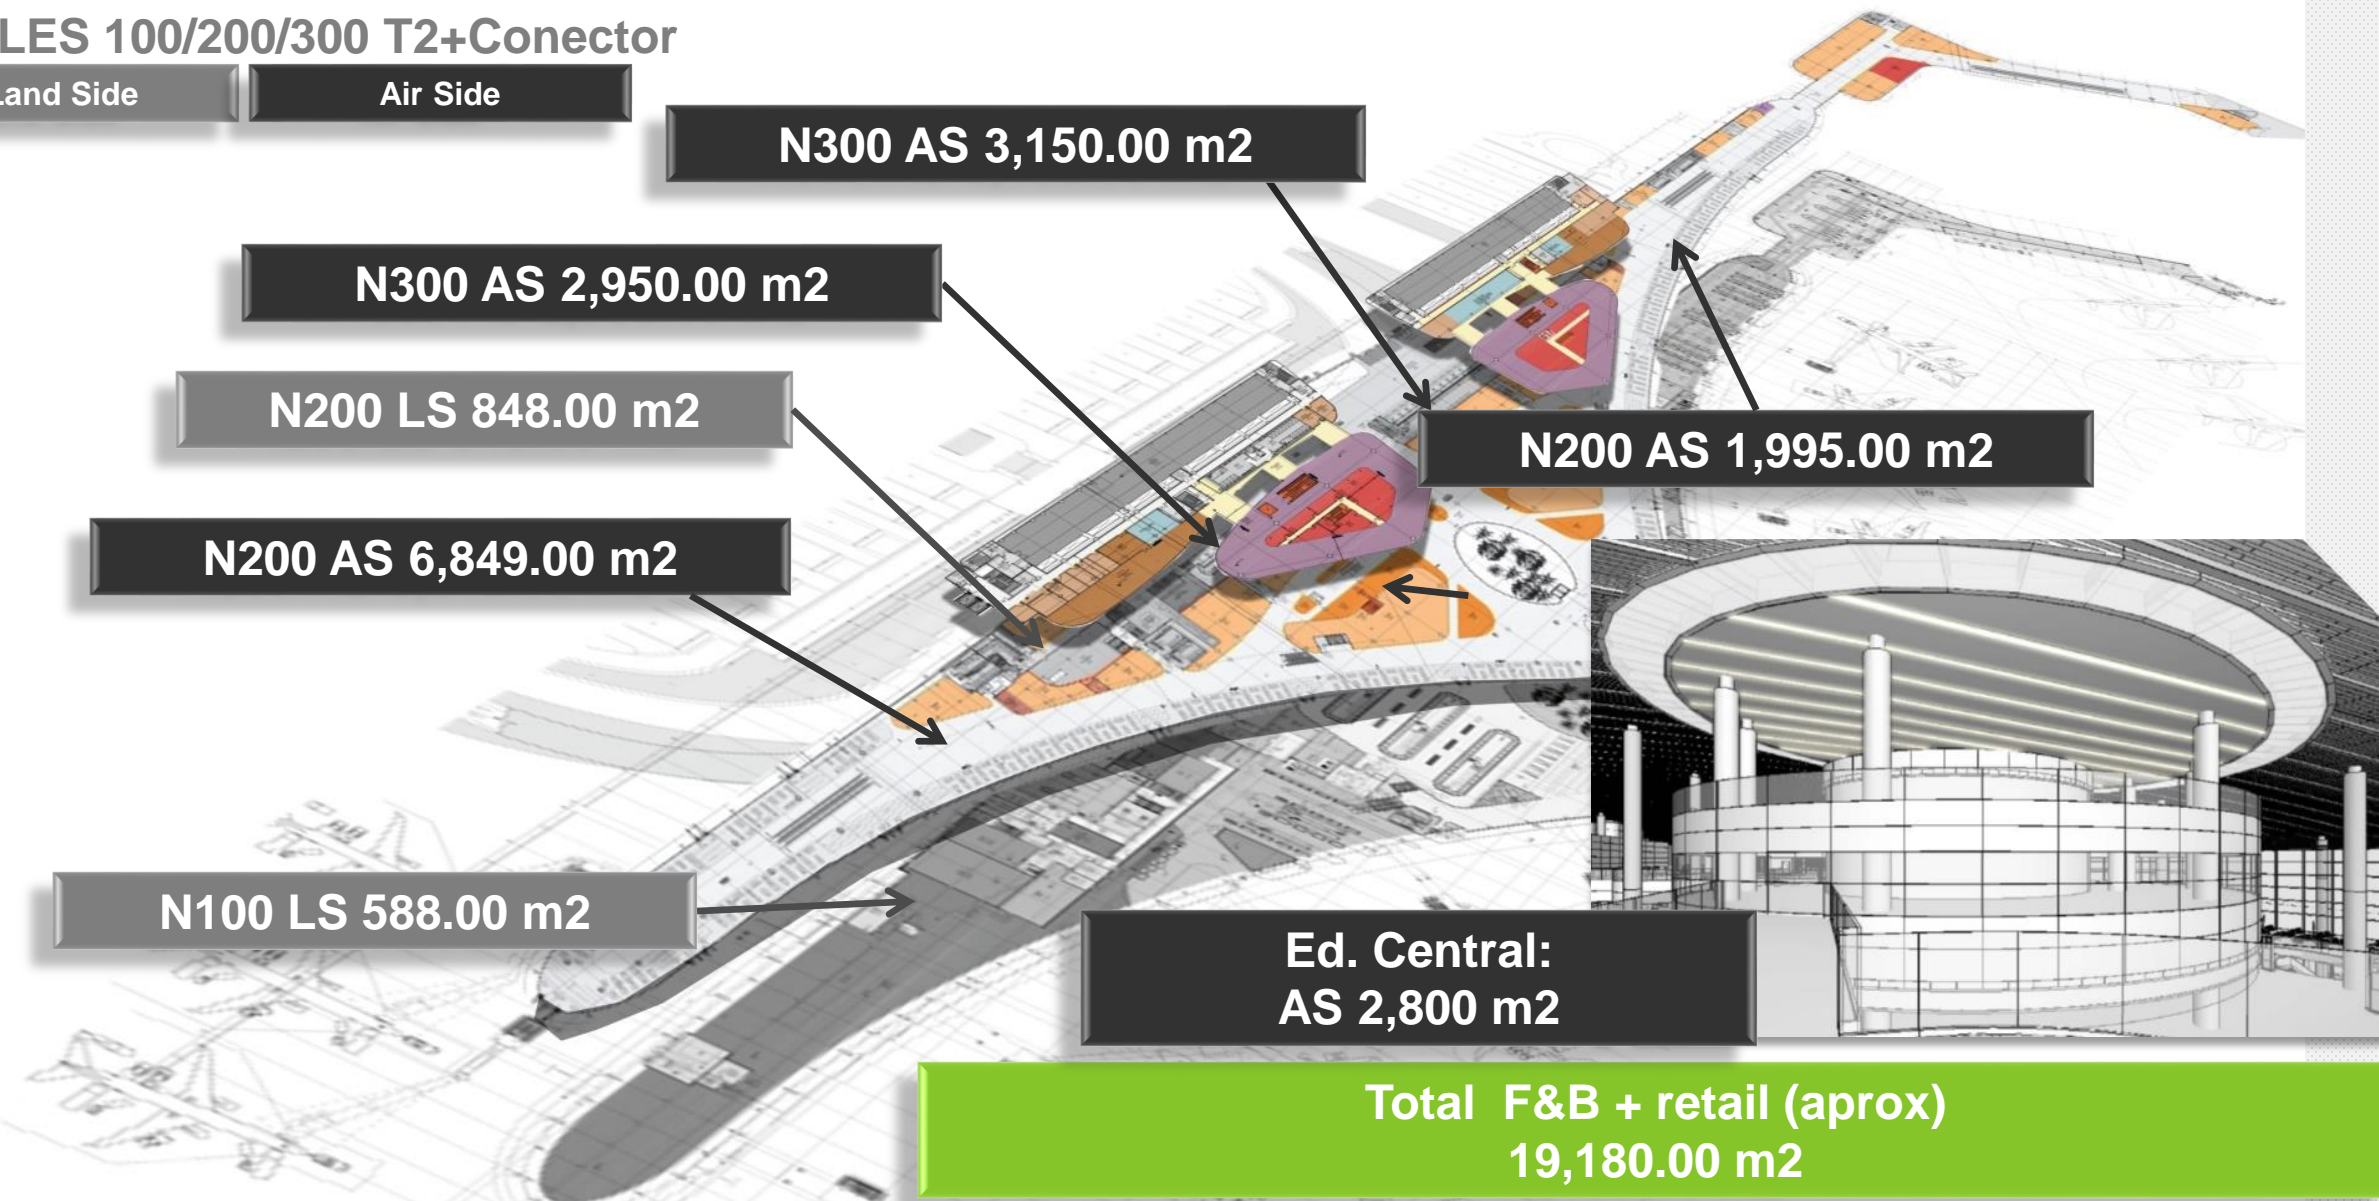 LES 100/200/300 T2+Conector
Land Side
Air Side
N300 AS 3,150.00 m2
N300 AS 2,950.00 m2
N200 LS 848.00 m2
N200 AS 1,995.00 m2
N200 AS 6,849.00 m2
N100 LS 588.00 m2
Ed. Central:
AS 2,800 m2
Total F&B + retail (aprox)
19,180.00 m2